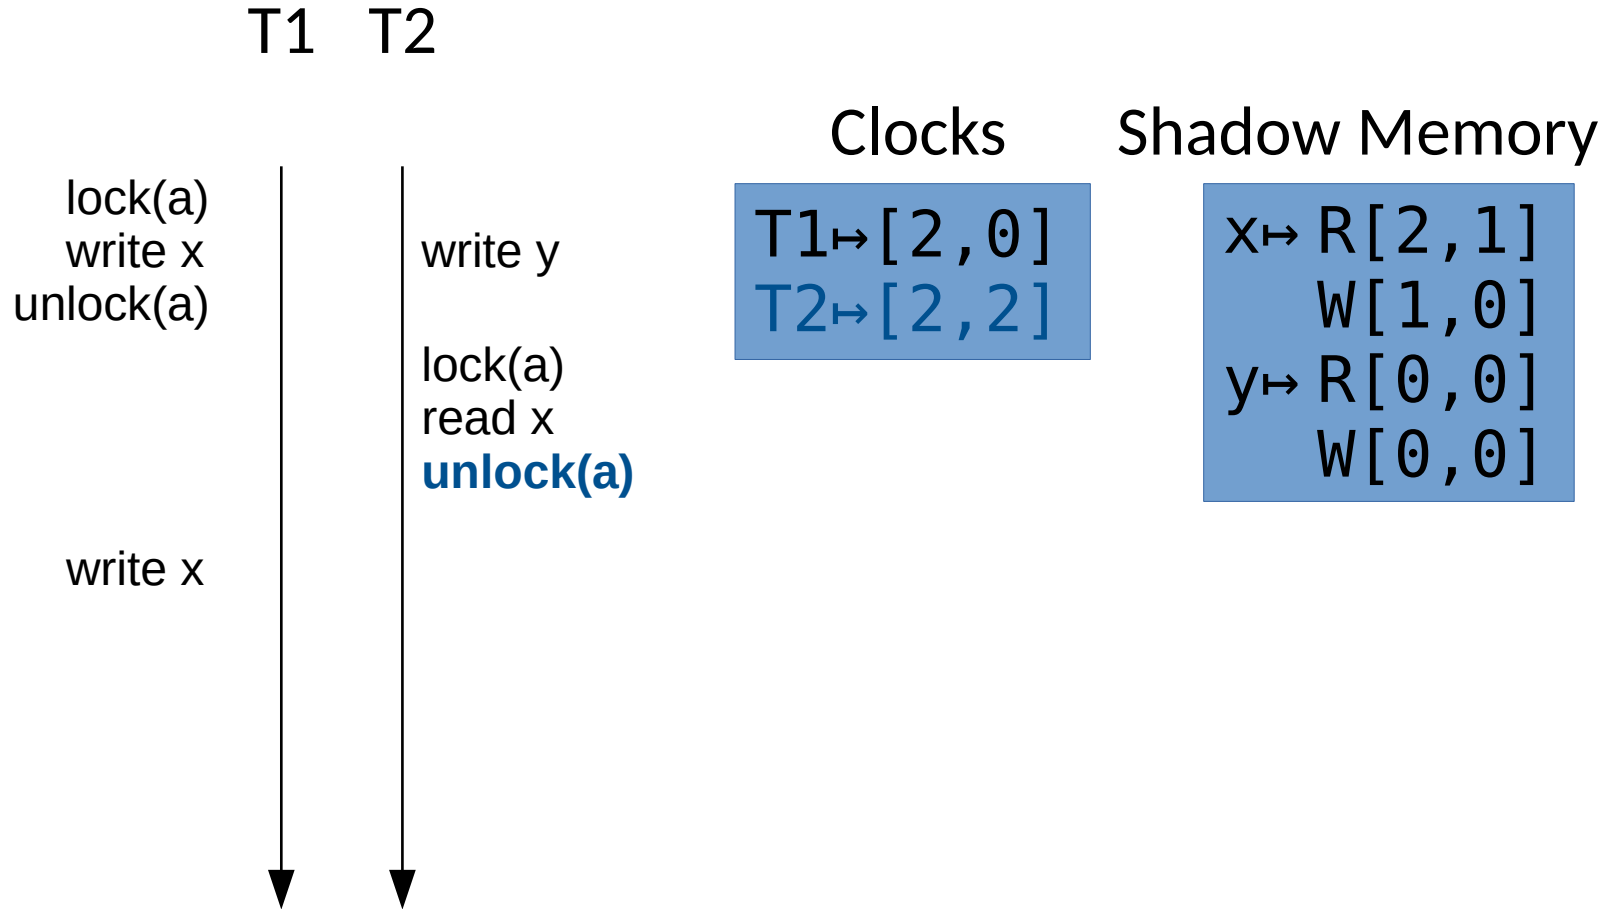 T1 T2
Clocks Shadow Memory
lock(a)
write x
unlock(a)
write y
lock(a)
read x
unlock(a)
write x
T1↦[2,0]
T2↦[2,2]
x↦ R[2,1]
W[1,0]
y↦ R[0,0]
W[0,0]